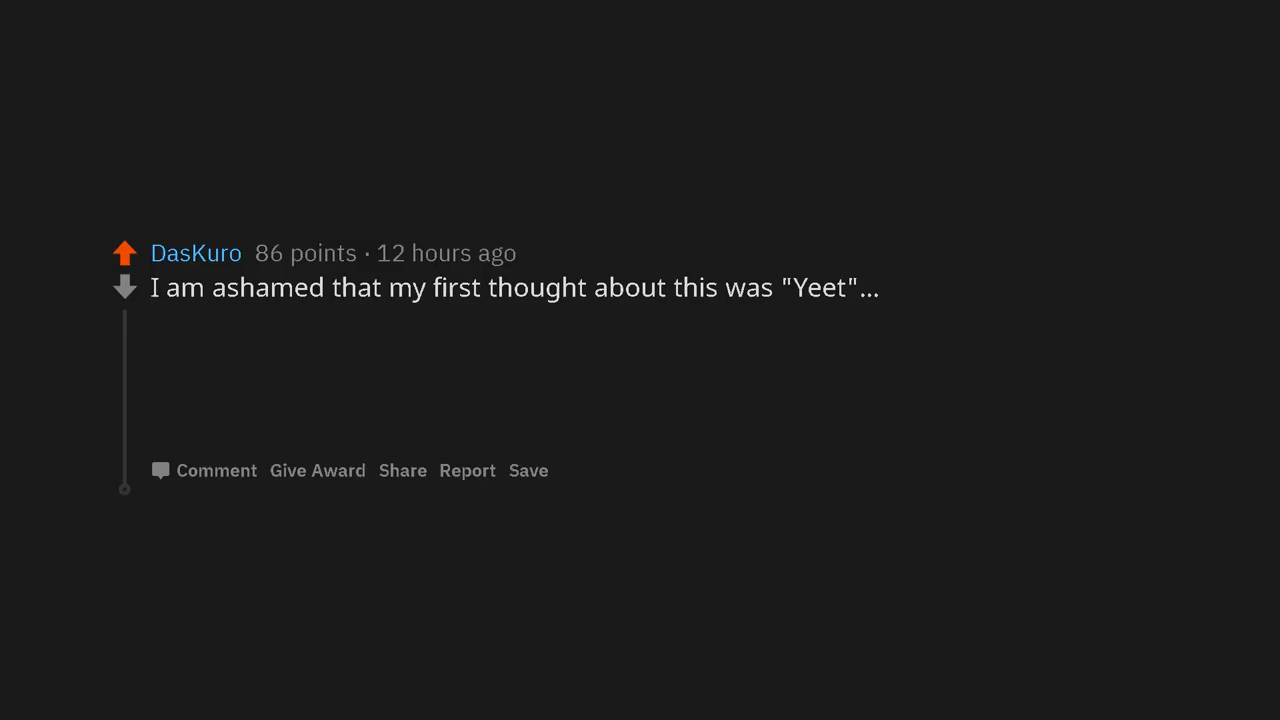 DasKuro 86 points · 12 hours ago
I am ashamed that my first thought about this was "Yeet"...
Comment Give Award Share Report Save